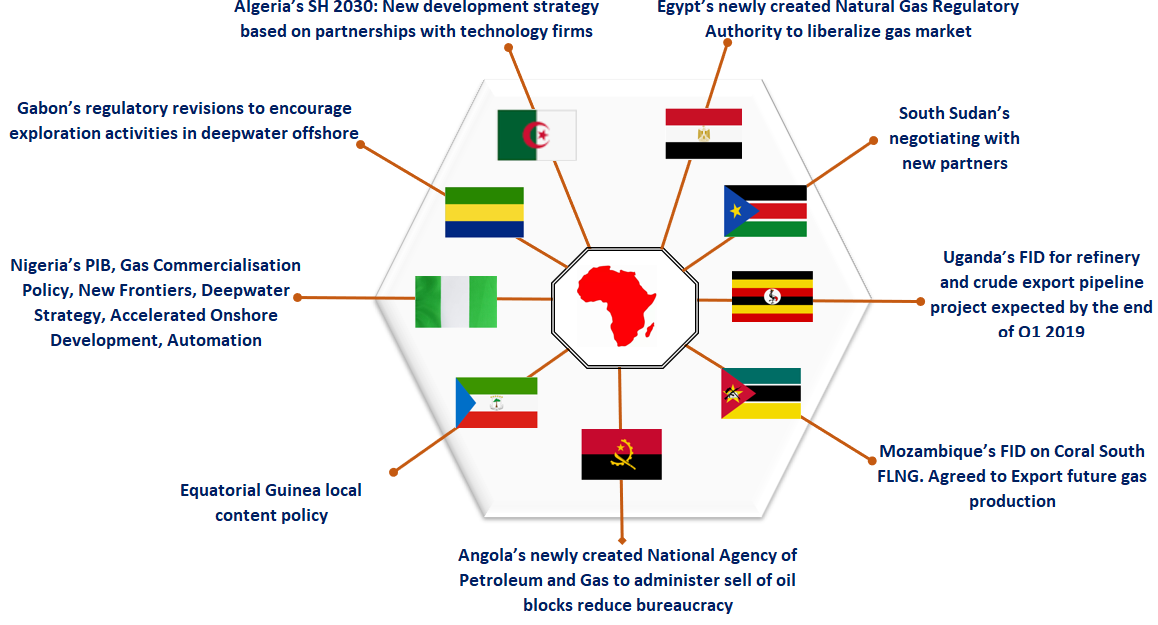 Algeria’s SH 2030: New development strategy
based on partnerships with technology firms
Egypt’s newly created Natural Gas Regulatory
Authority to liberalize gas market
Gabon’s regulatory revisions to encourage
exploration activities in deepwater offshore
South Sudan’s
negotiating with
new partners
Nigeria’s PIB, Gas Commercialisation
Policy, New Frontiers, Deepwater
Strategy, Accelerated Onshore
Development, Automation
Uganda’s FID for refinery
and crude export pipeline
project expected by the end
of Q1 2019
Equatorial Guinea local
content policy
Mozambique’s FID on Coral South
FLNG. Agreed to Export future gas
production
Angola’s newly created National Agency of
Petroleum and Gas to administer sell of oil
blocks reduce bureaucracy